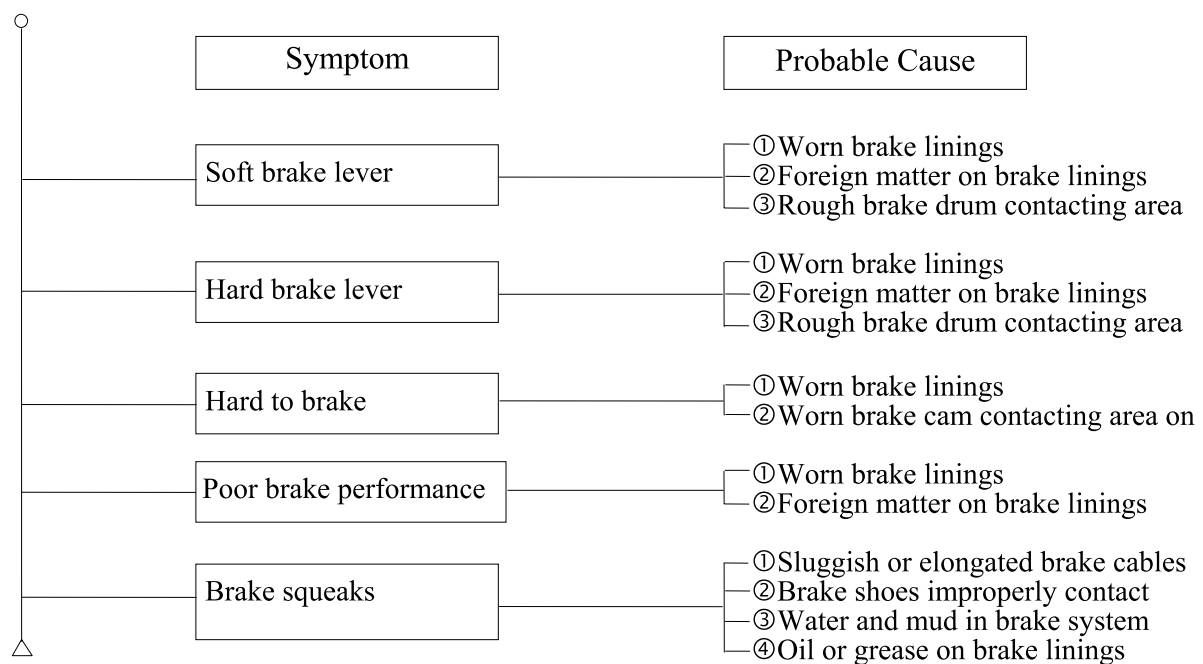 Symptom
Probable Cause
Soft brake lever
①Worn brake linings
②Foreign matter on brake linings
③Rough brake drum contacting area
Hard brake lever
①Worn brake linings
②Foreign matter on brake linings
③Rough brake drum contacting area
Hard to brake
①Worn brake linings
②Worn brake cam contacting area on
Poor brake performance
①Worn brake linings
②Foreign matter on brake linings
Brake squeaks
①Sluggish or elongated brake cables
②Brake shoes improperly contact
③Water and mud in brake system
④Oil or grease on brake linings